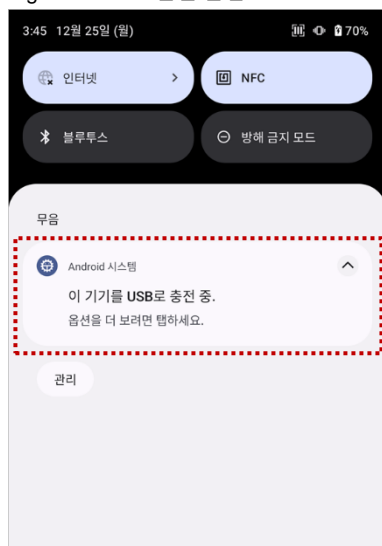 3:45 12월 25일 (월) 70%
인터넷 > NFC
블루투스 방해 금지 모드
무음
Android 시스템
이 기기를 USB로 충전 중.
옵션을 더 보려면 탭하세요.
관리